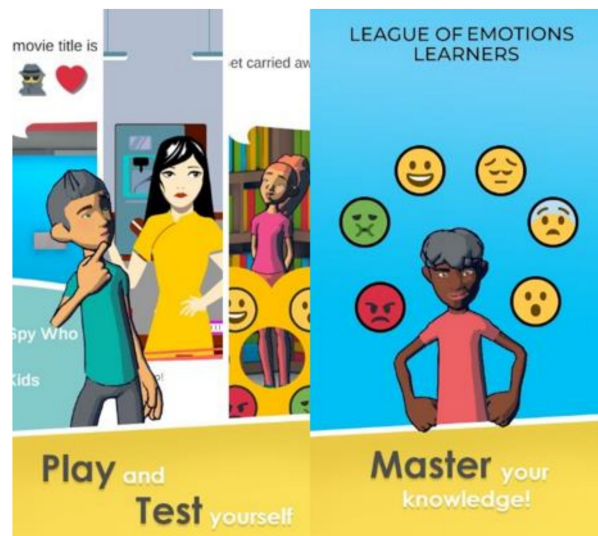 movie title is
et carried aw
Spy Who
Kids
Play and
Test yourself
LEAGUE OF EMOTIONS
LEARNERS
Master your
knowledge!